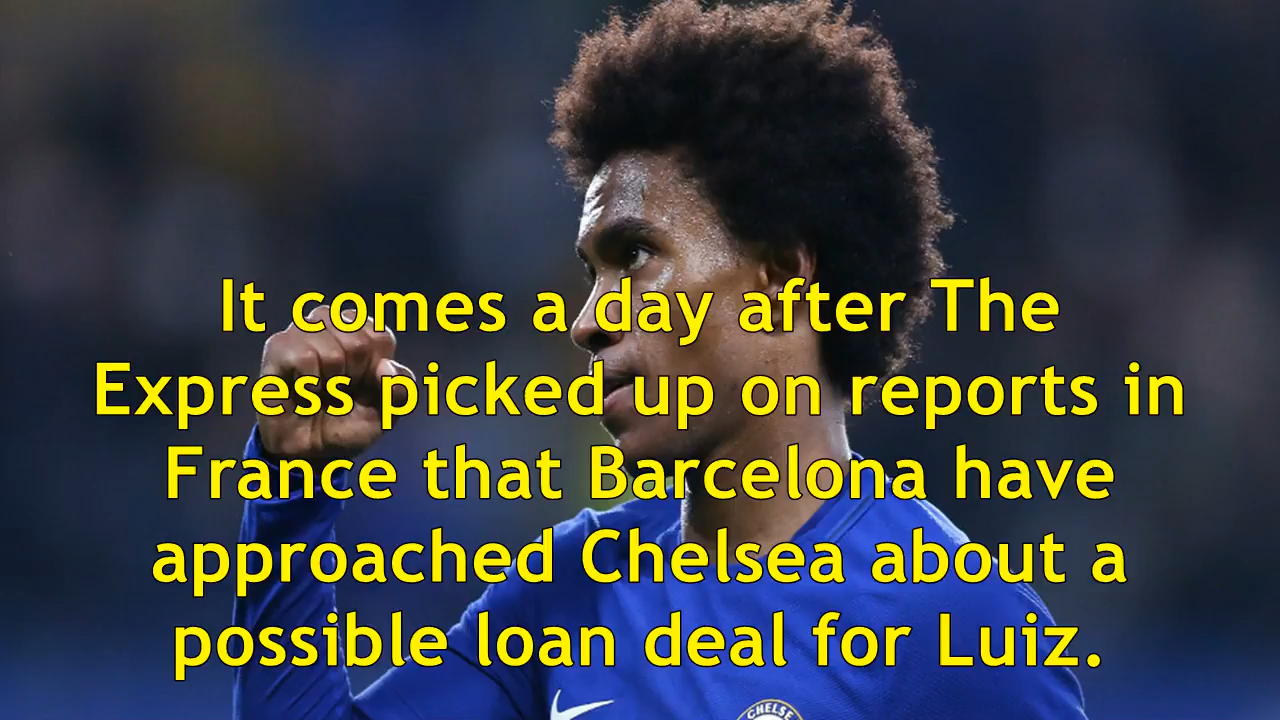 It comes a day after The
Express picked up on reports in
France that Barcelona have
approached Chelsea about a
possible loan deal for Luiz.
CHELSE